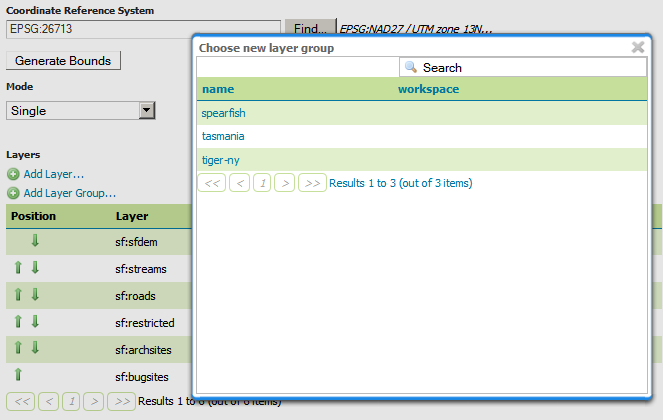 Coordinate Reference System
EPSG:26713
Find...
EPSG:NAD27 / UTM zone 13N...
Generate Bounds
Mode
Single
Layers
Add Layer...
Add Layer Group...
Position Layer
sf:sfdem
sf:streams
sf:roads
sf:restricted
sf:archsites
sf:bugsites
<< < 1 > >> Results 1 to 6 (out of 6 items)
Choose new layer group
Search
name workspace
spearfish
tasmania
tiger-ny
<< < 1 > >> Results 1 to 3 (out of 3 items)